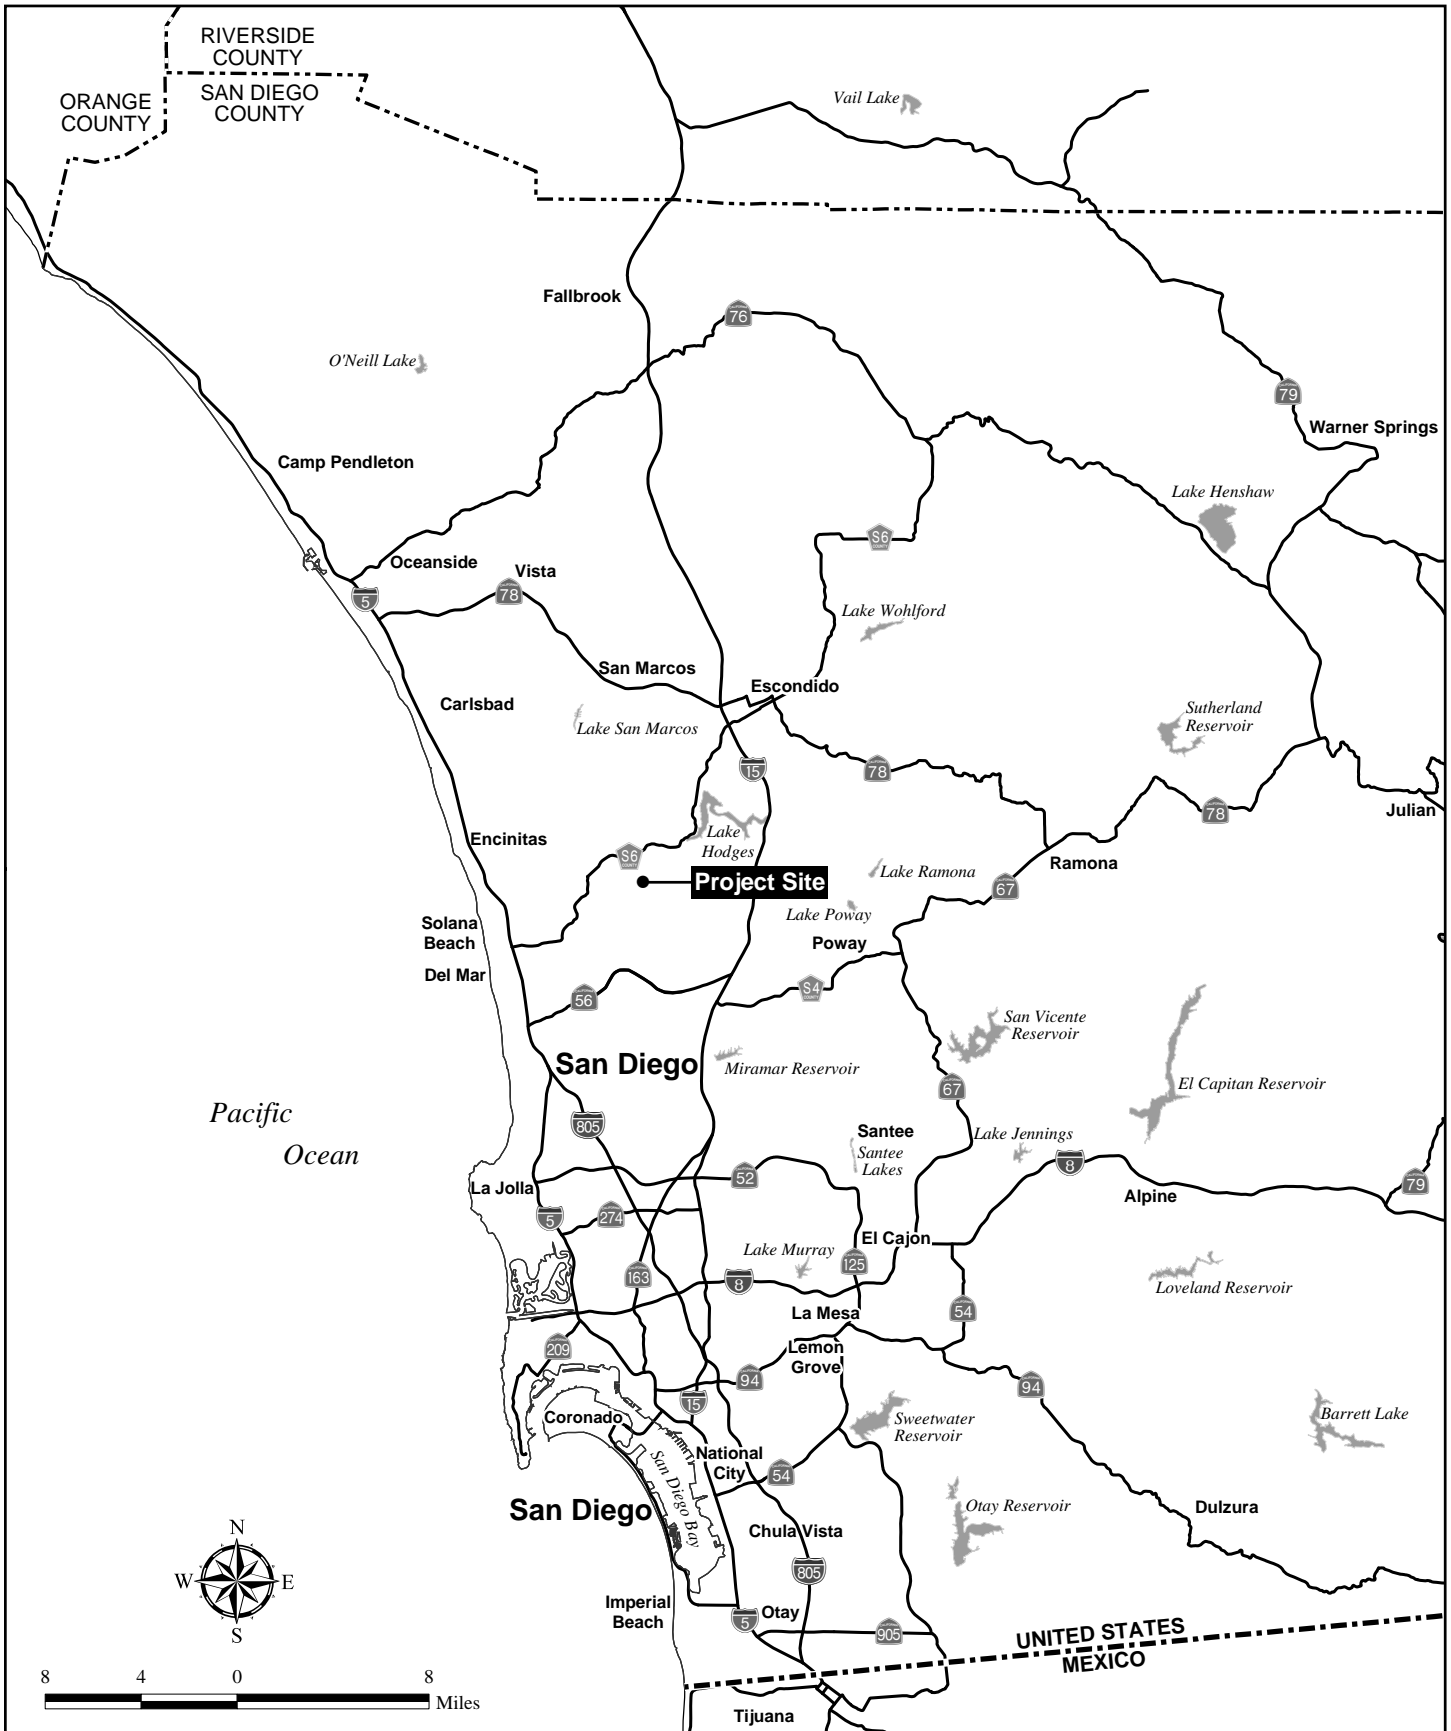 RIVERSIDE
COUNTY
SAN DIEGO
COUNTY
ORANGE
COUNTY
Vail Lake
Fallbrook
76
O'Neill Lake
79
Warner Springs
Camp Pendleton
Lake Henshaw
S6
COUNTY
Oceanside
Vista
78
5
Lake Wohlford
San Marcos
Escondido
Carlsbad
Lake San Marcos
Sutherland
Reservoir
15
78
78
Julian
Encinitas
Lake
Hodges
S6
COUNTY
Project Site
Lake Ramona
Ramona
67
Lake Poway
Solana
Beach
Poway
Del Mar
56
S4
COUNTY
San Vicente
Reservoir
San Diego
Miramar Reservoir
67
El Capitan Reservoir
Pacific
Ocean
805
Santee
Santee
Lakes
Lake Jennings
8
52
La Jolla
Alpine
79
5
274
El Cajon
Lake Murray
125
163
8
Loveland Reservoir
La Mesa
54
209
Lemon
Grove
94
94
15
Coronado
Sweetwater
Reservoir
Barrett Lake
National
City
54
San Diego Bay
San Diego
Otay Reservoir
Dulzura
Chula Vista
805
N
W
E
S
Imperial
Beach
5
Otay
905
UNITED STATES
MEXICO
8
4
0
8
Miles
Tijuana